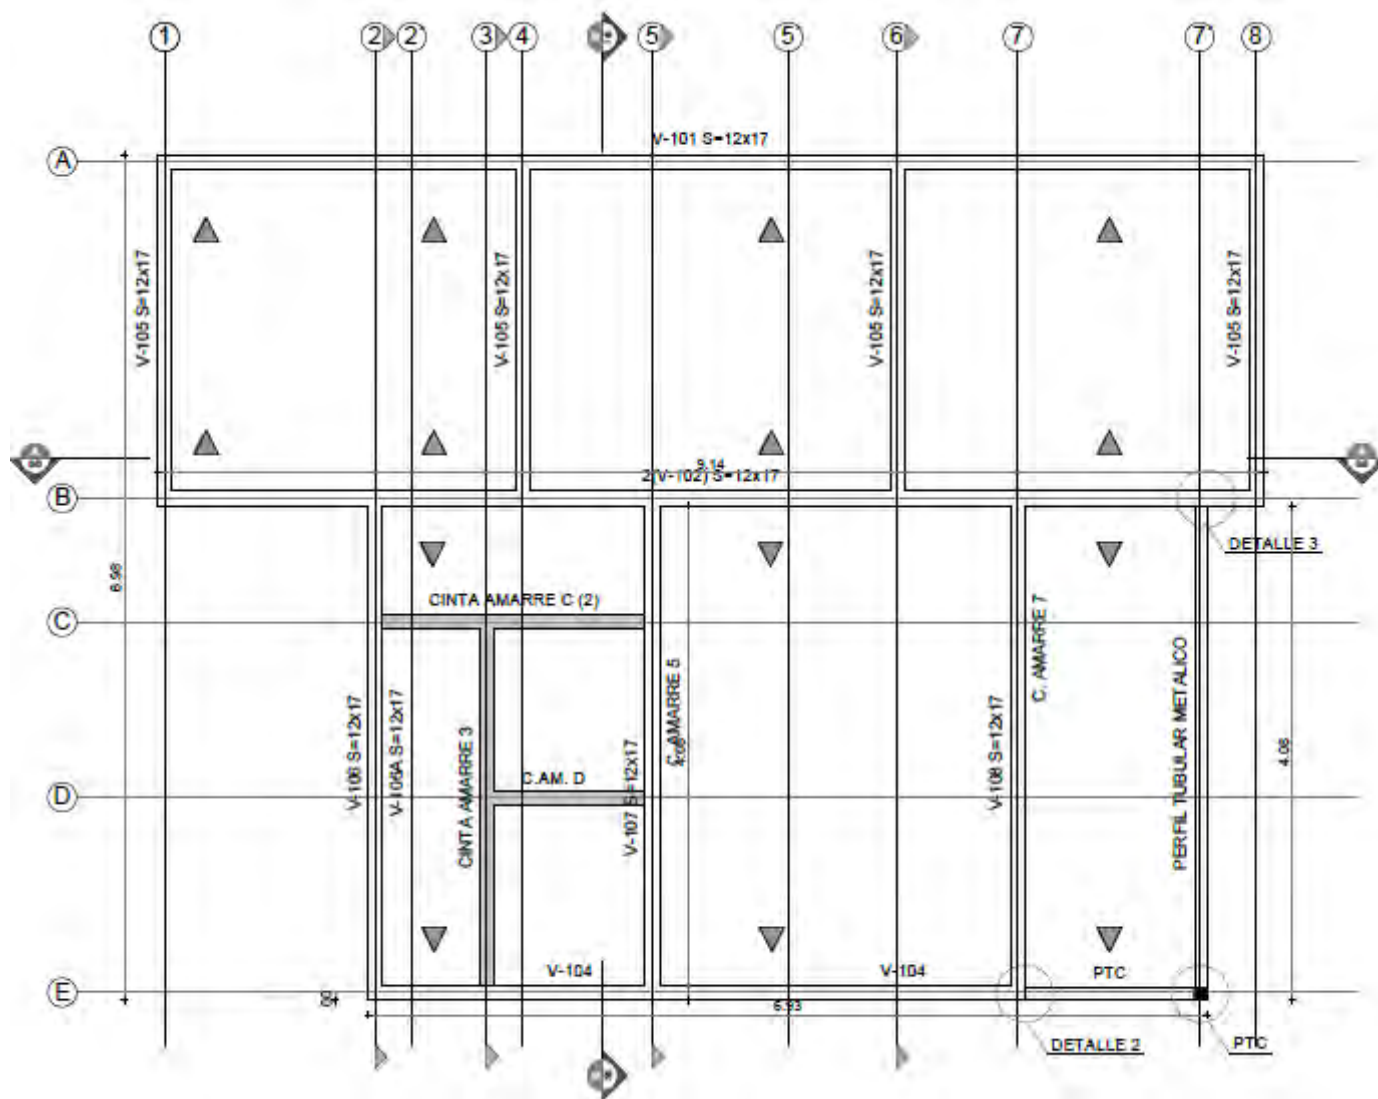 1 2 2' 3 4 5 5 6 7 7 8
V-101 S=12x17
A
V-105 S=12x17
V-105 S=12x17
V-105 S=12x17
V-105 S=12x17
9.14
2(V-102) S=12x17
B
DETALLE 3
6.98
CINTA AMARRE C (2)
C
C. AMARRE 7
C. AMARRE 5
PERFIL TUBULAR METALICO
V-106 S=12x17
V-106A S=12x17
CINTA AMARRE 3
C.AM. D
V-107 S=12x17
V-108 S=12x17
4.06
D
V-104
V-104
PTC
E
6.93
DETALLE 2
PTC